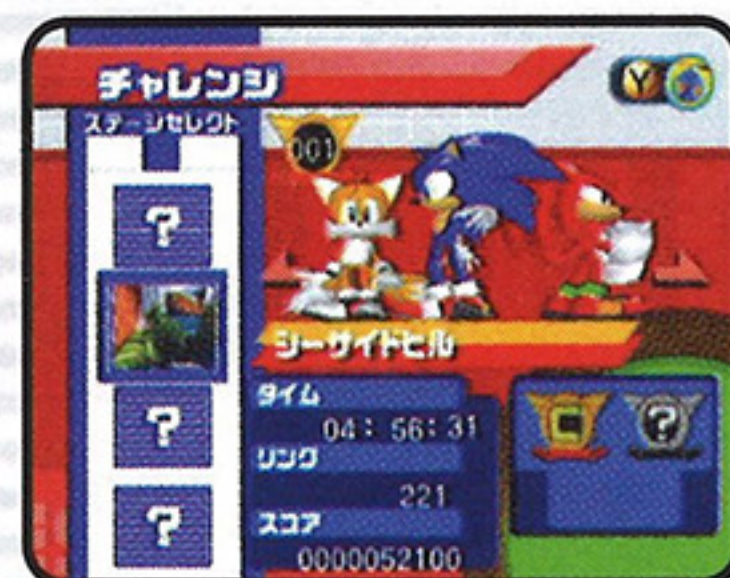 チャレンジ
Y
ステージセレクト
001
?
?
?
シーサイドヒル
タイム
04: 56: 31
リング
221
スコア
0000052100
?